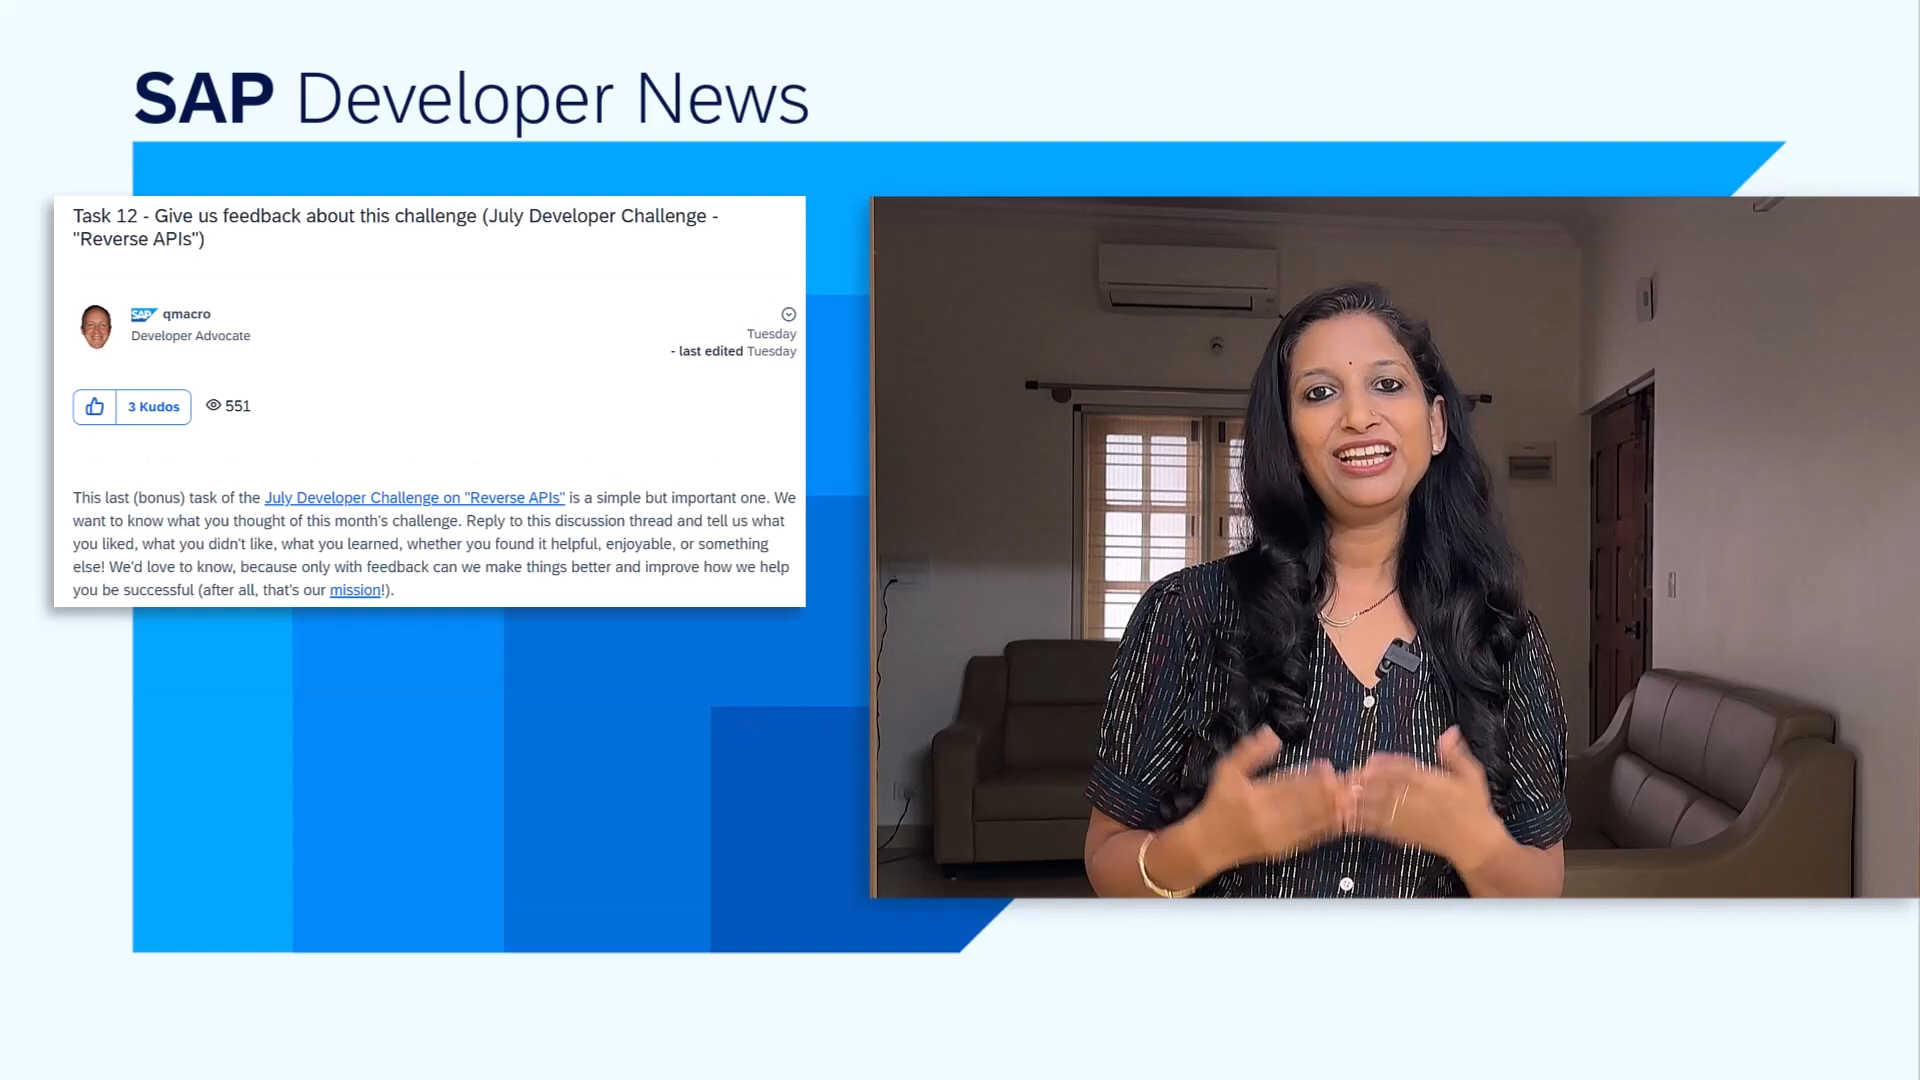 SAP Developer News
Task 12 - Give us feedback about this challenge (July Developer Challenge -
"Reverse APIs")
SAP qmacro
Developer Advocate
Tuesday
- last edited Tuesday
3 Kudos
551
This last (bonus) task of the July Developer Challenge on "Reverse APIs" is a simple but important one. We
want to know what you thought of this month's challenge. Reply to this discussion thread and tell us what
you liked, what you didn't like, what you learned, whether you found it helpful, enjoyable, or something
else! We'd love to know, because only with feedback can we make things better and improve how we help
you be successful (after all, that's our mission!).